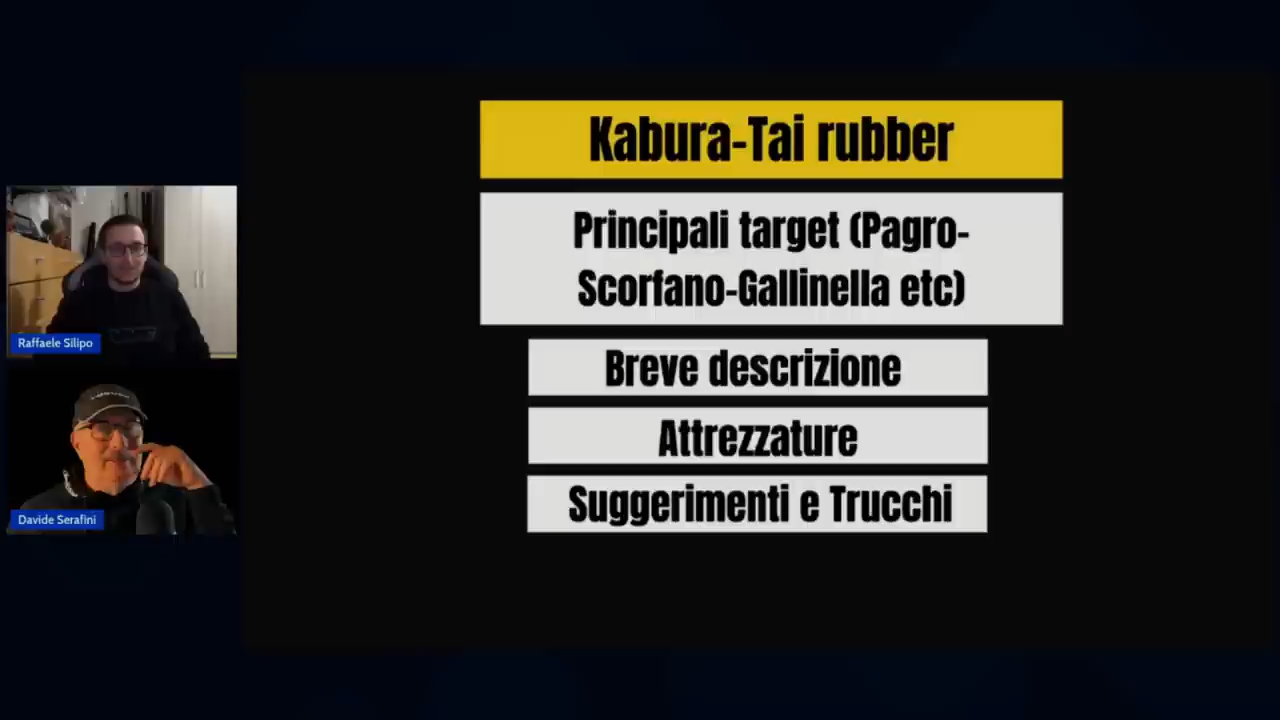 Kabura-Tai rubber
Principali target (Pagro-
Scorfano-Gallinella etc)
Breve descrizione
Attrezzature
Suggerimenti e Trucchi
Raffaele Silipo
Davide Serafini